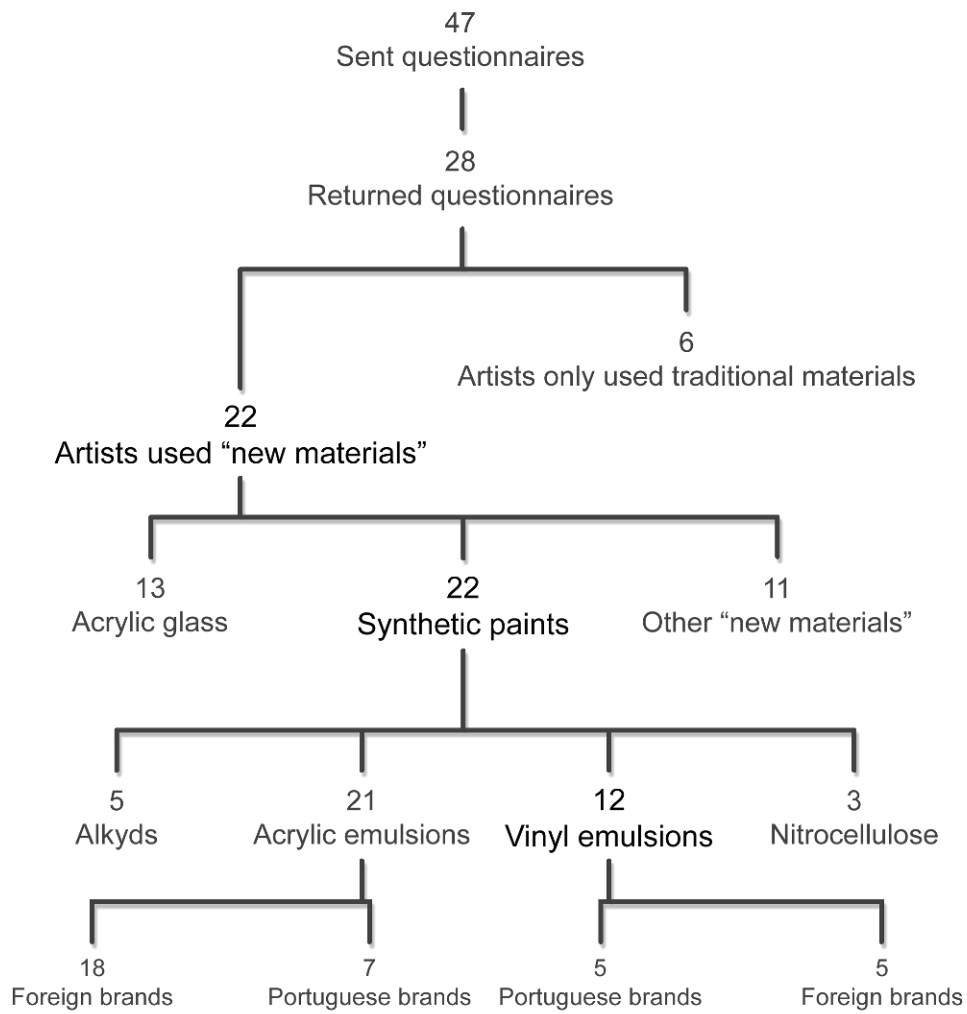 47
Sent questionnaires
28
Returned questionnaires
6
Artists only used traditional materials
22
Artists used “new materials”
13
Acrylic glass
22
Synthetic paints
11
Other “new materials”
5
Alkyds
21
Acrylic emulsions
12
Vinyl emulsions
3
Nitrocellulose
18
Foreign brands
7
Portuguese brands
5
Portuguese brands
5
Foreign brands